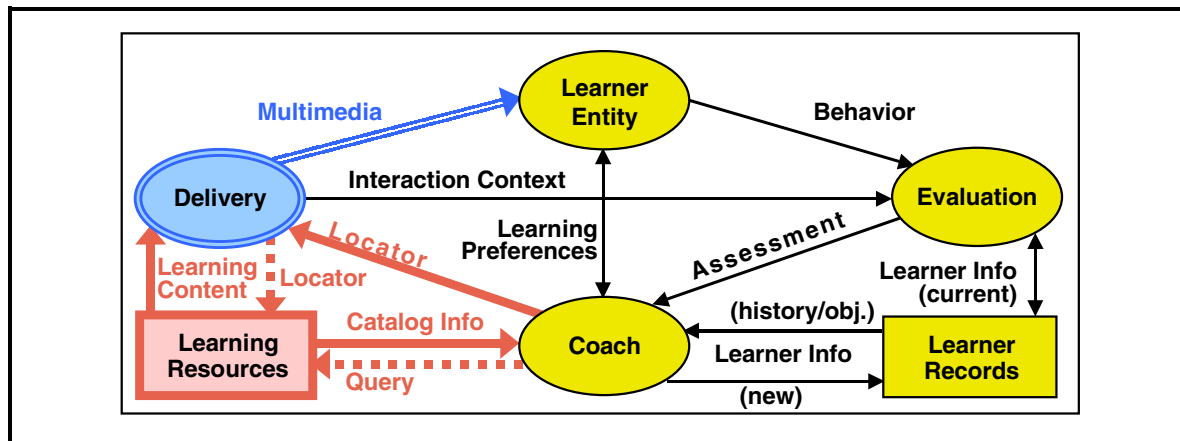 Learner
Entity
Multimedia
Behavior
Delivery
Interaction Context
Evaluation
Learning
Preferences
Locator
Assessment
Learning
Content
Locator
Learner Info
(current)
Learning
Resources
Catalog Info
Query
Coach
(history/obj.)
Learner Info
(new)
Learner
Records